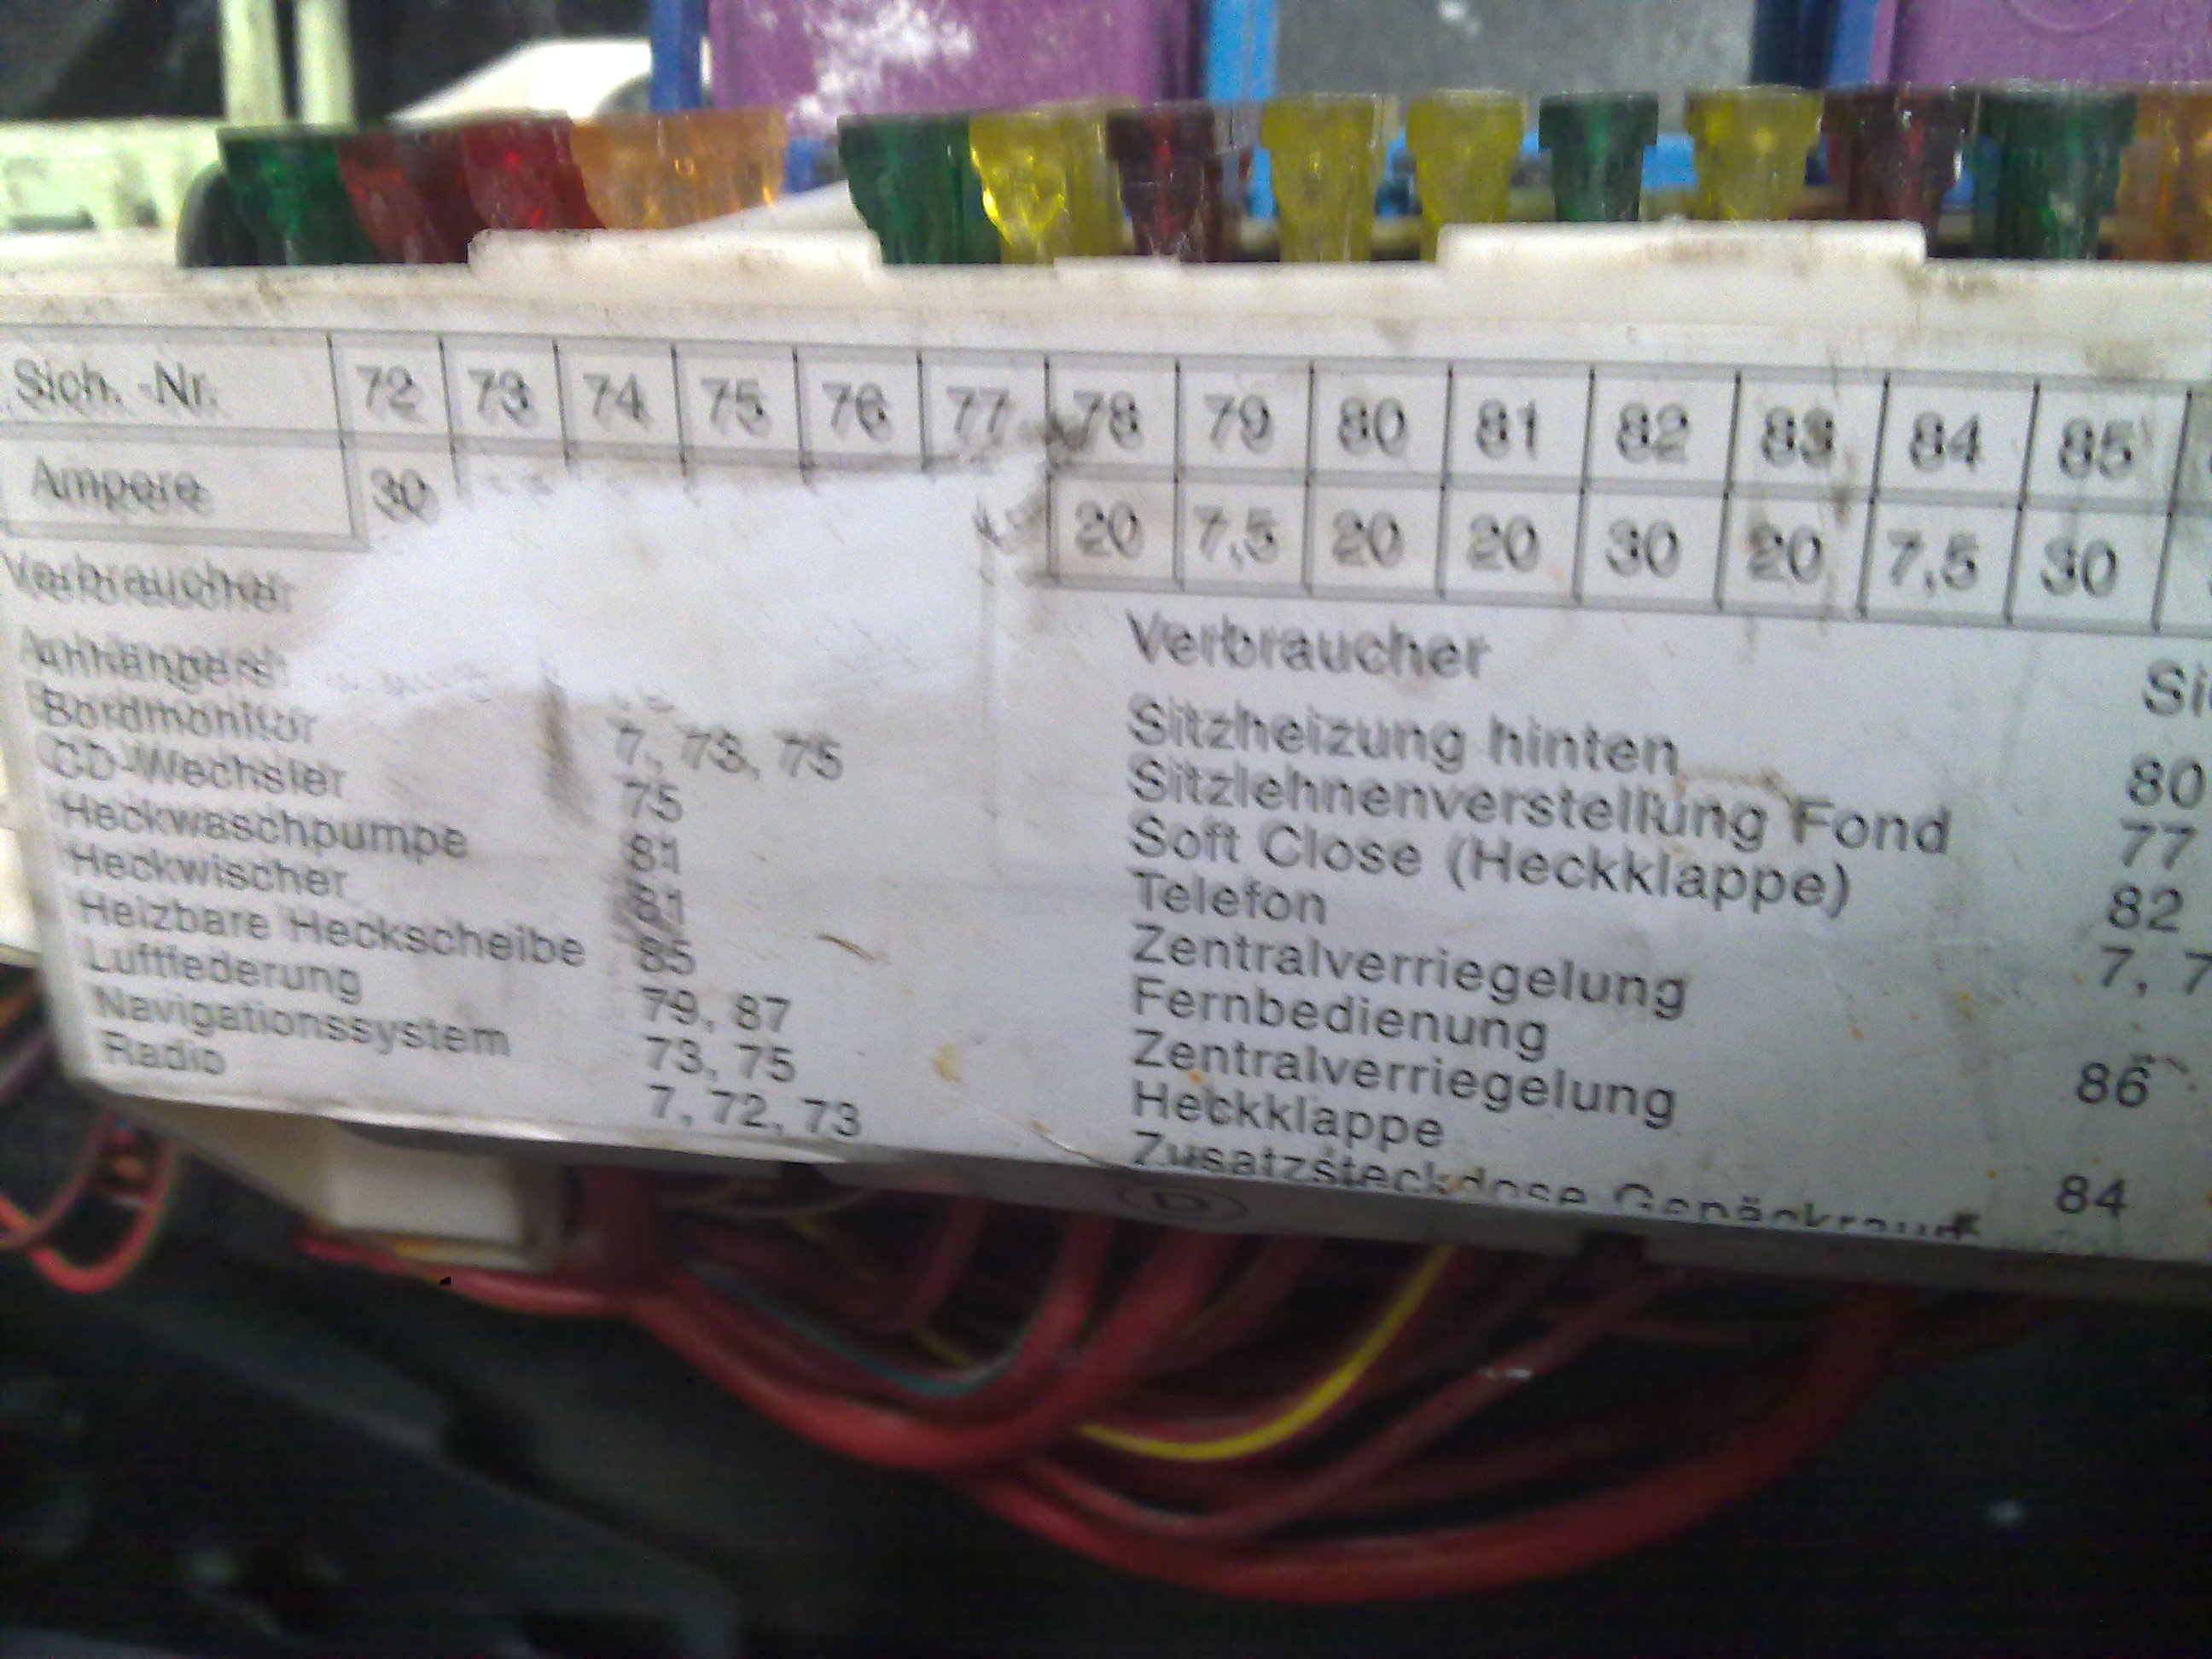 Sich. -Nr. 72 73 74 75 76 77 78 79 80 81 82 83 84 85
Ampere 30 20 7,5 20 20 30 20 7,5 30
Verbraucher
Bordmonitor 7, 73, 75
CD-Wechsler 75
Heckwaschpumpe 81
Heckwischer 81
Heizbare Heckscheibe 85
Luftfederung 79, 87
Navigationssystem 73, 75
Radio 7, 72, 73
Verbraucher
Sitzheizung hinten 80
Sitzlehnenverstellung Fond 77
Soft Close (Heckklappe) 82
Telefon 7,
Zentralverriegelung
Fernbedienung 86
Zentralverriegelung
Heckklappe 84
Zusatzsteckdose
D